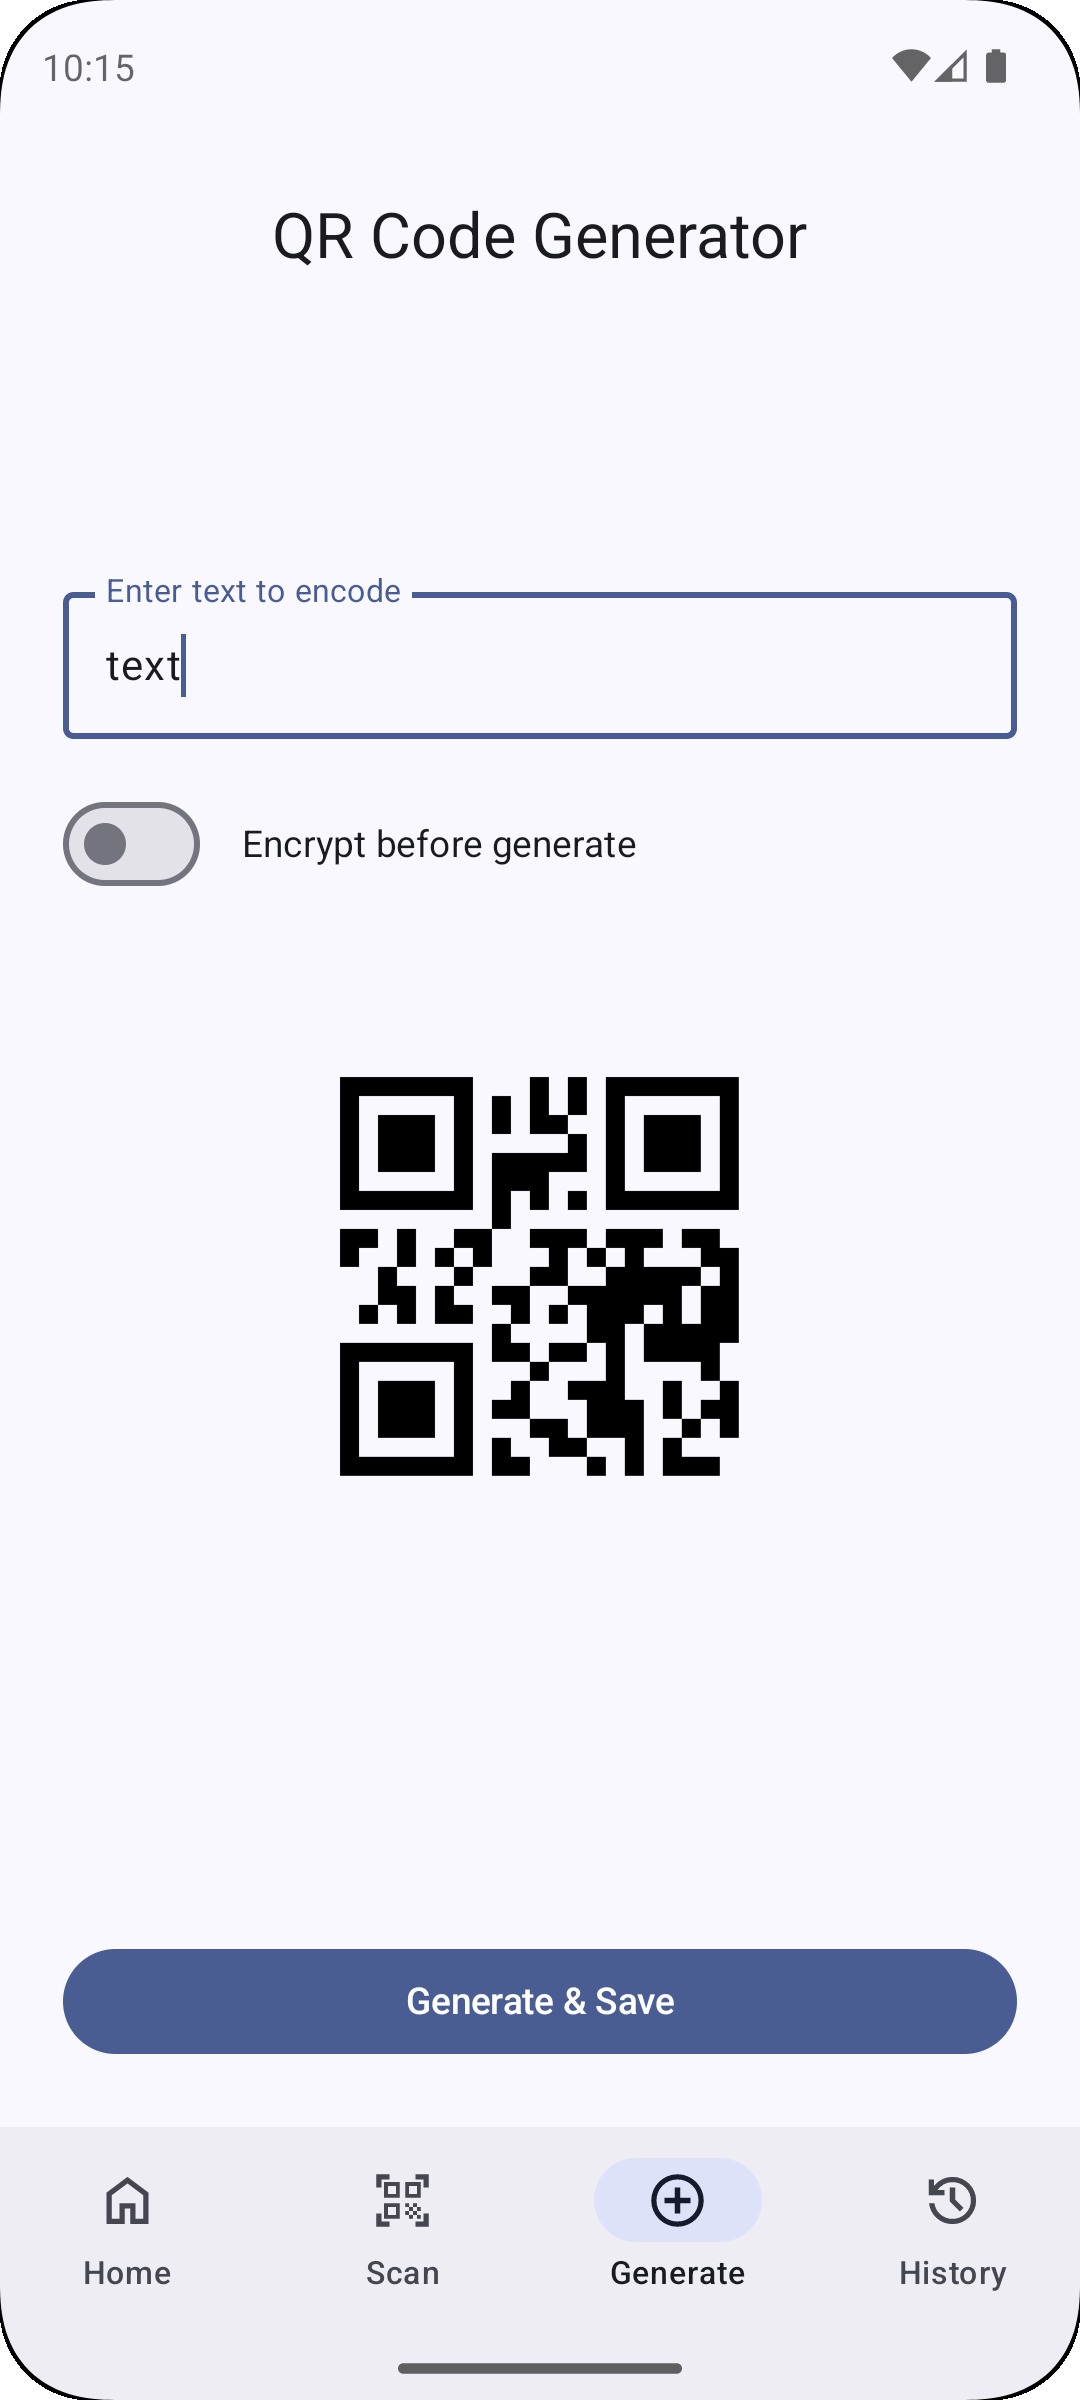 10:15
QR Code Generator
Enter text to encode
text
Encrypt before generate
Generate & Save
Home
Scan
Generate
History